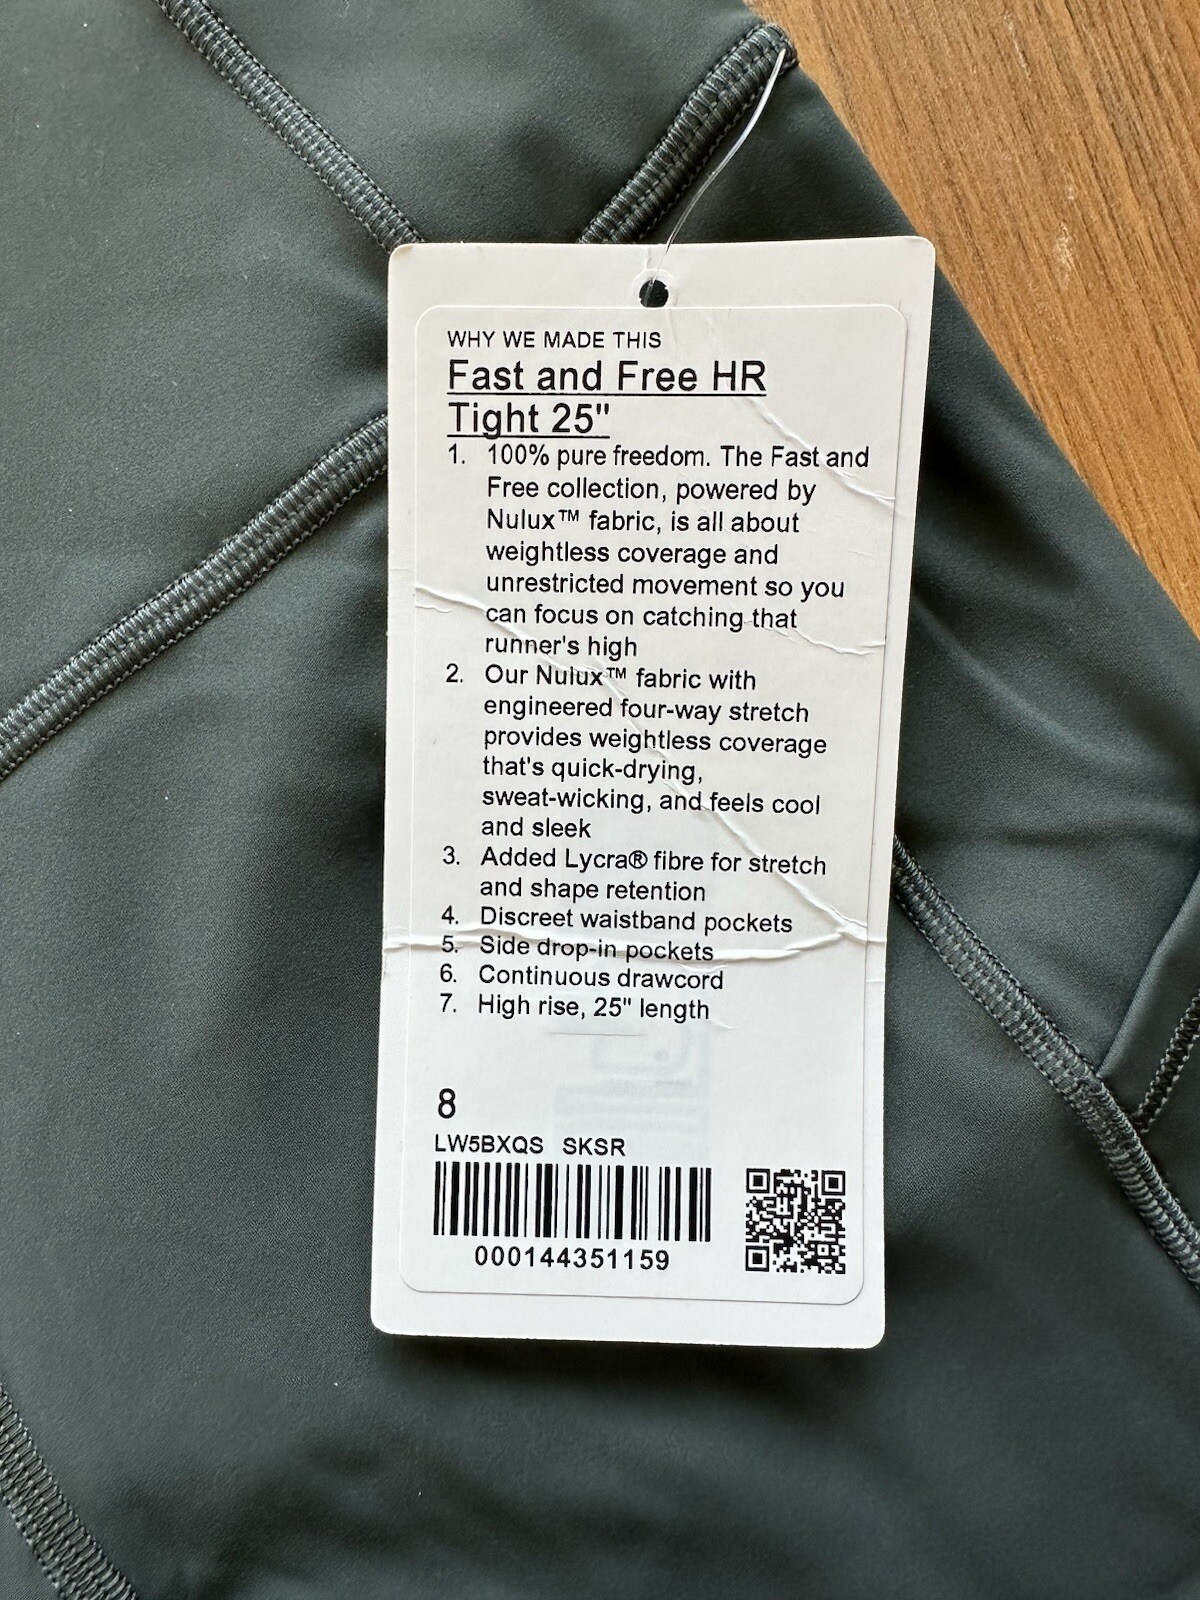 WHY WE MADE THIS
Fast and Free HR
Tight 25"
1. 100% pure freedom. The Fast and
Free collection, powered by
Nulux™ fabric, is all about
weightless coverage and
unrestricted movement so you
can focus on catching that
runner's high
2. Our Nulux™ fabric with
engineered four-way stretch
provides weightless coverage
that's quick-drying,
sweat-wicking, and feels cool
and sleek
3. Added Lycra® fibre for stretch
and shape retention
4. Discreet waistband pockets
5. Side drop-in pockets
6. Continuous drawcord
7. High rise, 25" length
8
LW5BXQS SKSR
000144351159